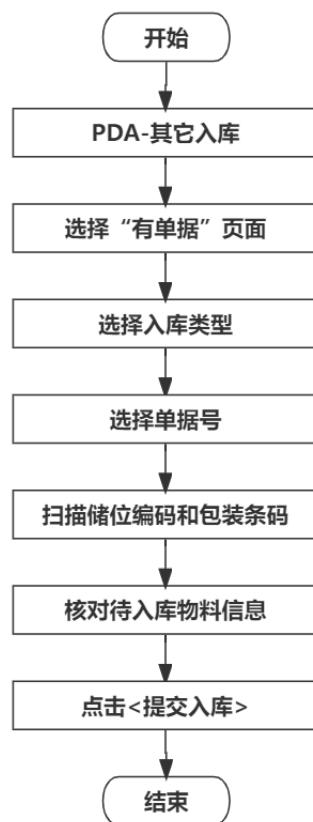 开始
PDA-其它入库
选择“有单据”页面
选择入库类型
选择单据号
扫描储位编码和包装条码
核对待入库物料信息
点击<提交入库>
结束